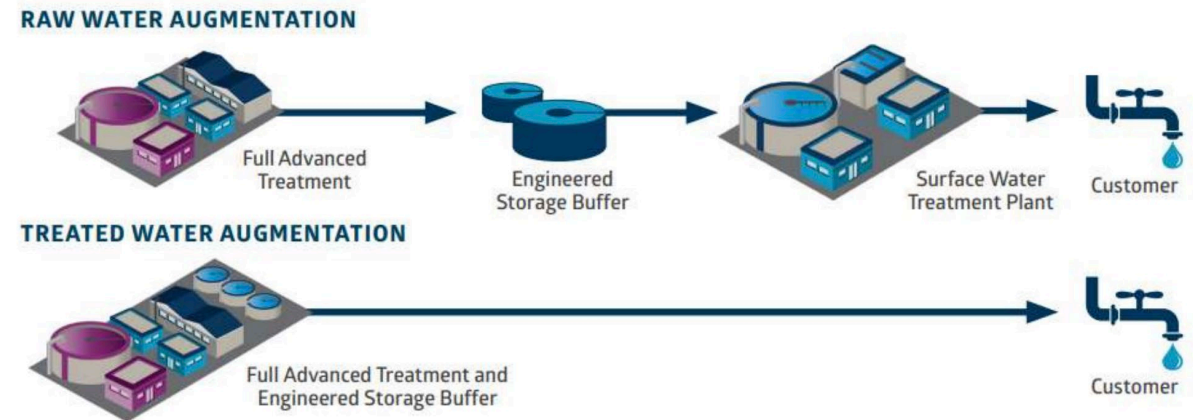 RAW WATER AUGMENTATION
Full Advanced
Treatment
Engineered
Storage Buffer
Surface Water
Treatment Plant
Customer
TREATED WATER AUGMENTATION
Full Advanced Treatment and
Engineered Storage Buffer
Customer